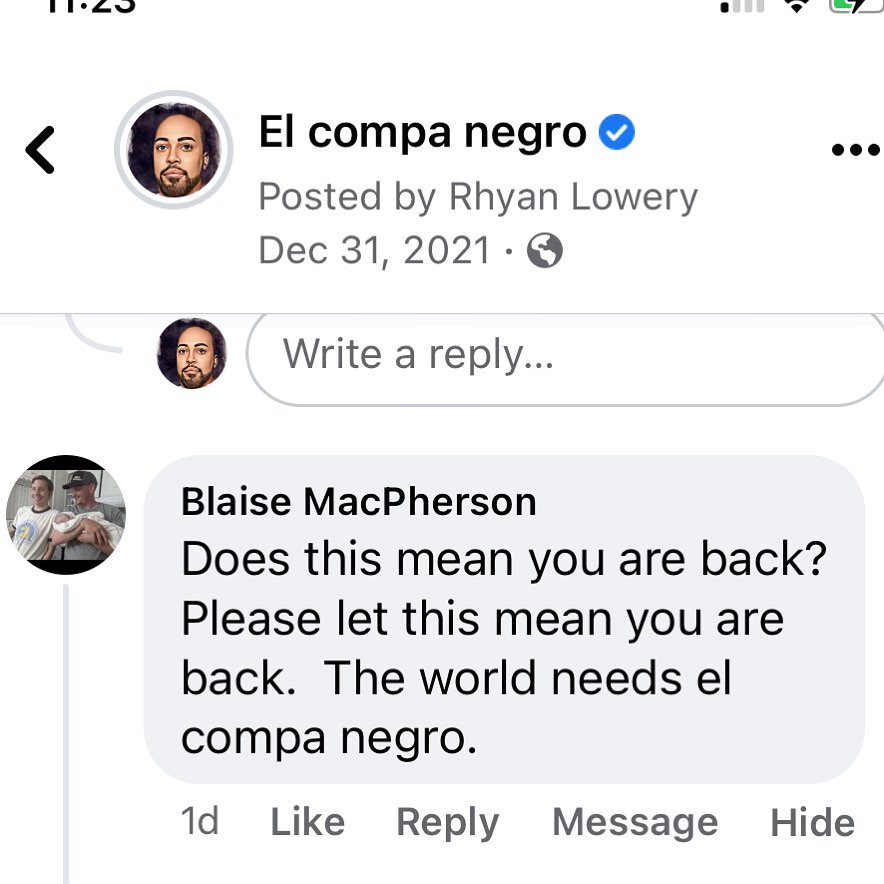 11:23
El compa negro
Posted by Rhyan Lowery
Dec 31, 2021 ·
Write a reply...
Blaise MacPherson
Does this mean you are back?
Please let this mean you are
back.  The world needs el
compa negro.
1d Like Reply Message Hide